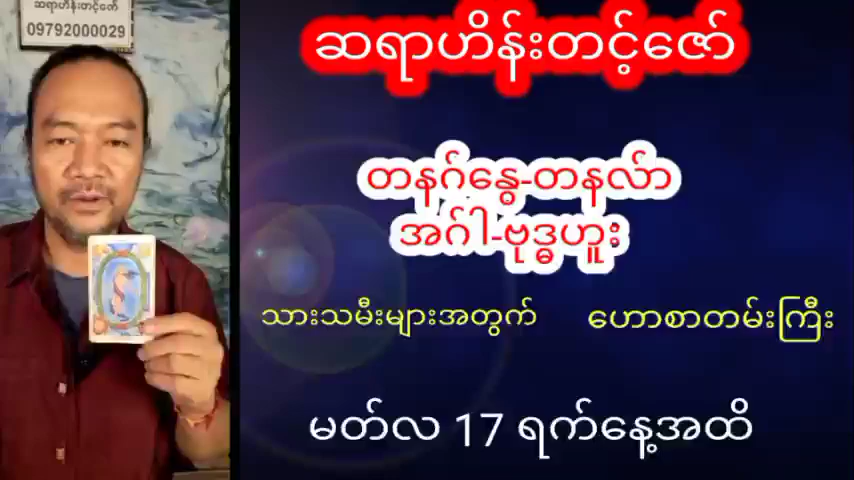 ဆရာဟိန်းတင့်ဇော်
09792000029
ဆရာဟိန်းတင့်ဇော်
တနင်္ဂနွေ-တနင်္လာ
အင်္ဂါ-ဗုဒ္ဓဟူး
သားသမီးများအတွက် ဟောစာတမ်းကြီး
မတ်လ 17 ရက်နေ့အထိ